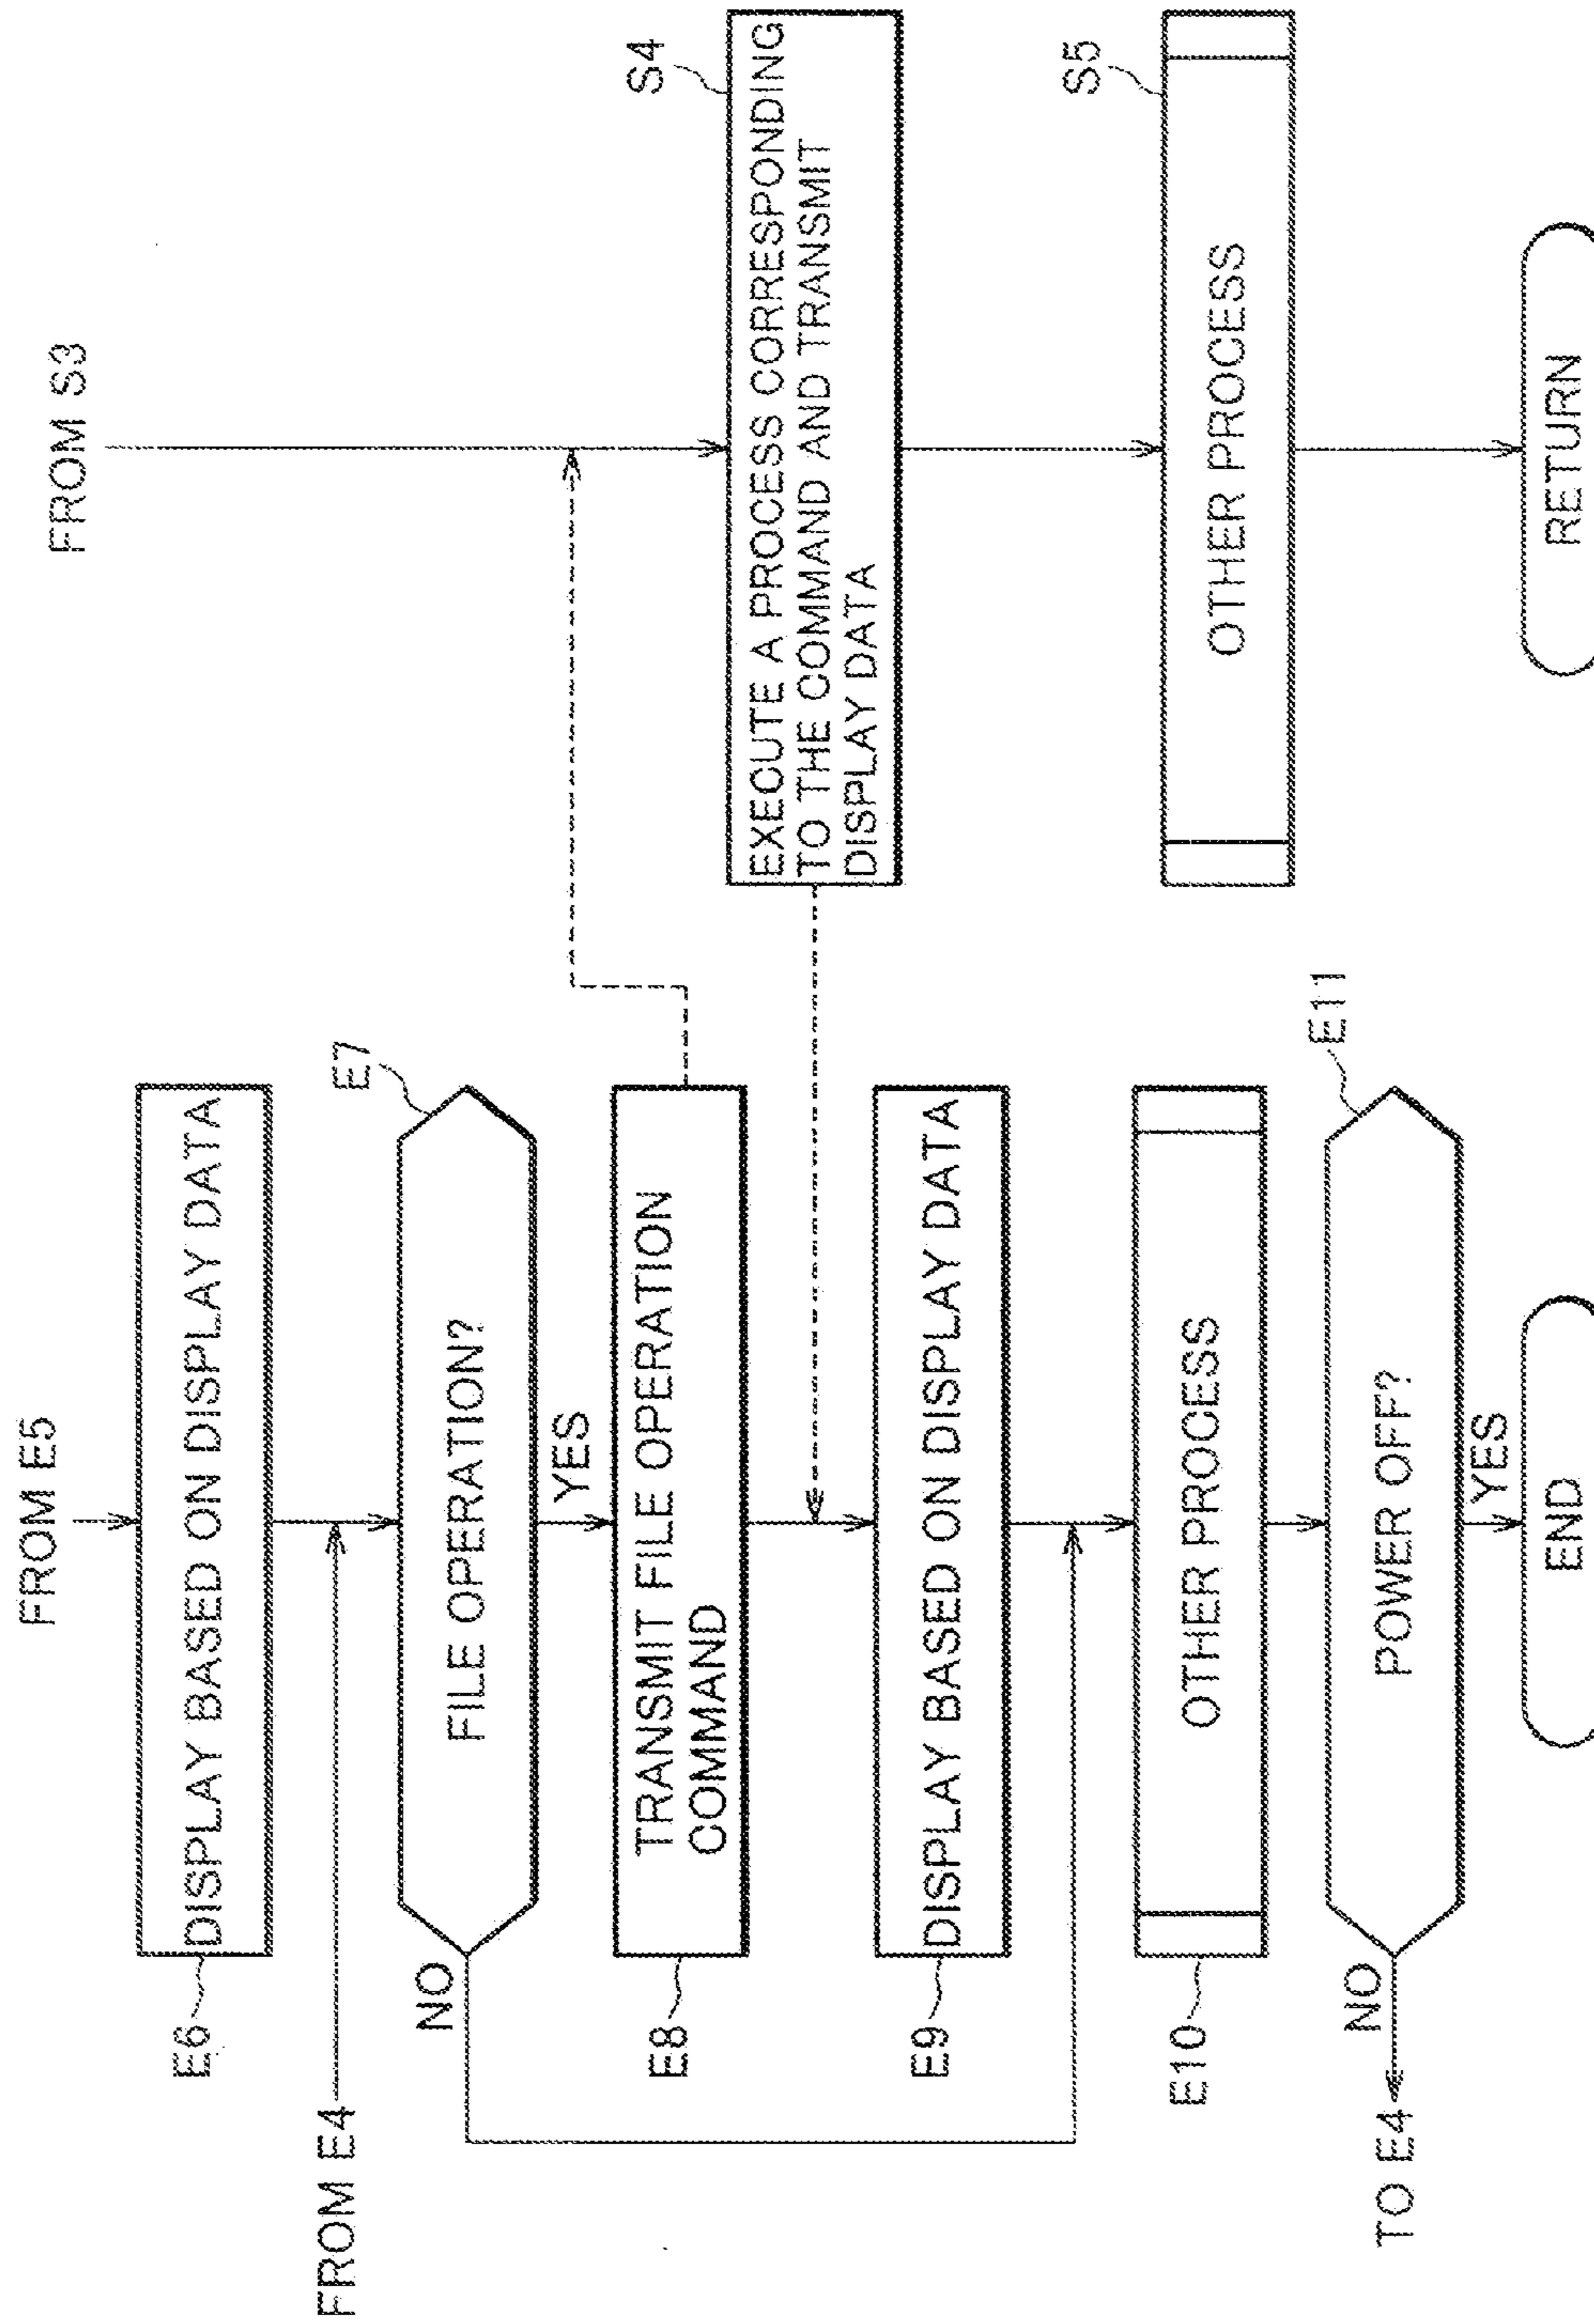 FROM E5
E6
DISPLAY BASED ON DISPLAY DATA
FROM E4
E7
FILE OPERATION?
NO
YES
E8
TRANSMIT FILE OPERATION
COMMAND
E9
DISPLAY BASED ON DISPLAY DATA
E10
OTHER PROCESS
E11
POWER OFF?
NO
TO E4
YES
END
FROM S3
S4
EXECUTE A PROCESS CORRESPONDING
TO THE COMMAND AND TRANSMIT
DISPLAY DATA
S5
OTHER PROCESS
RETURN